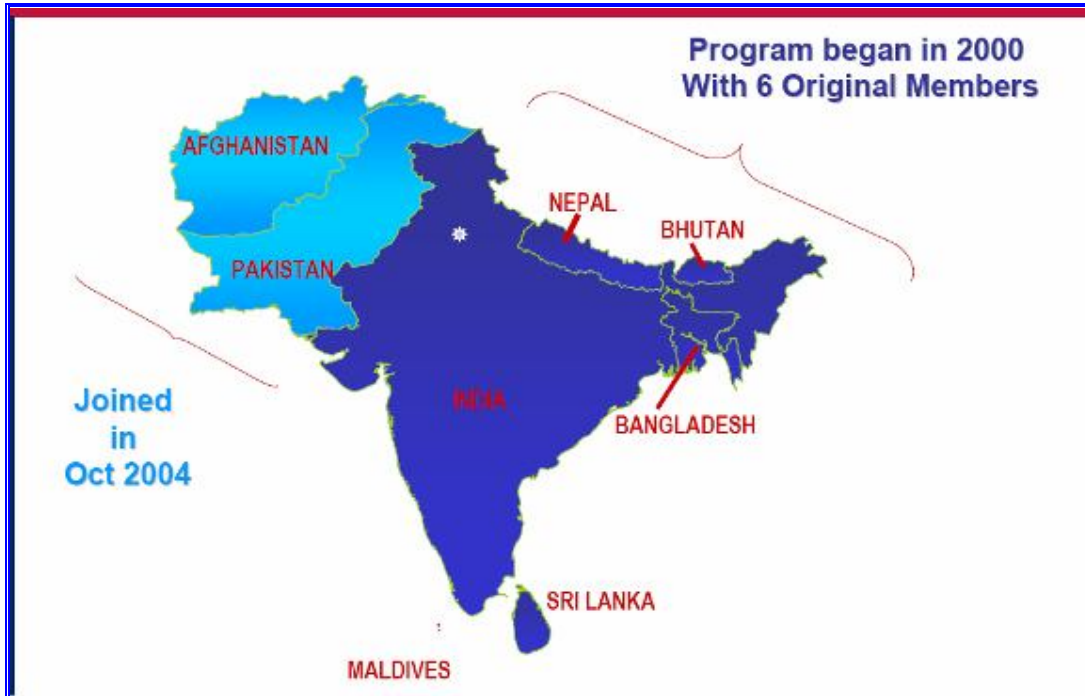 Program began in 2000
With 6 Original Members
AFGHANISTAN
NEPAL
BHUTAN
PAKISTAN
Joined
in
Oct 2004
INDIA
BANGLADESH
SRI LANKA
MALDIVES